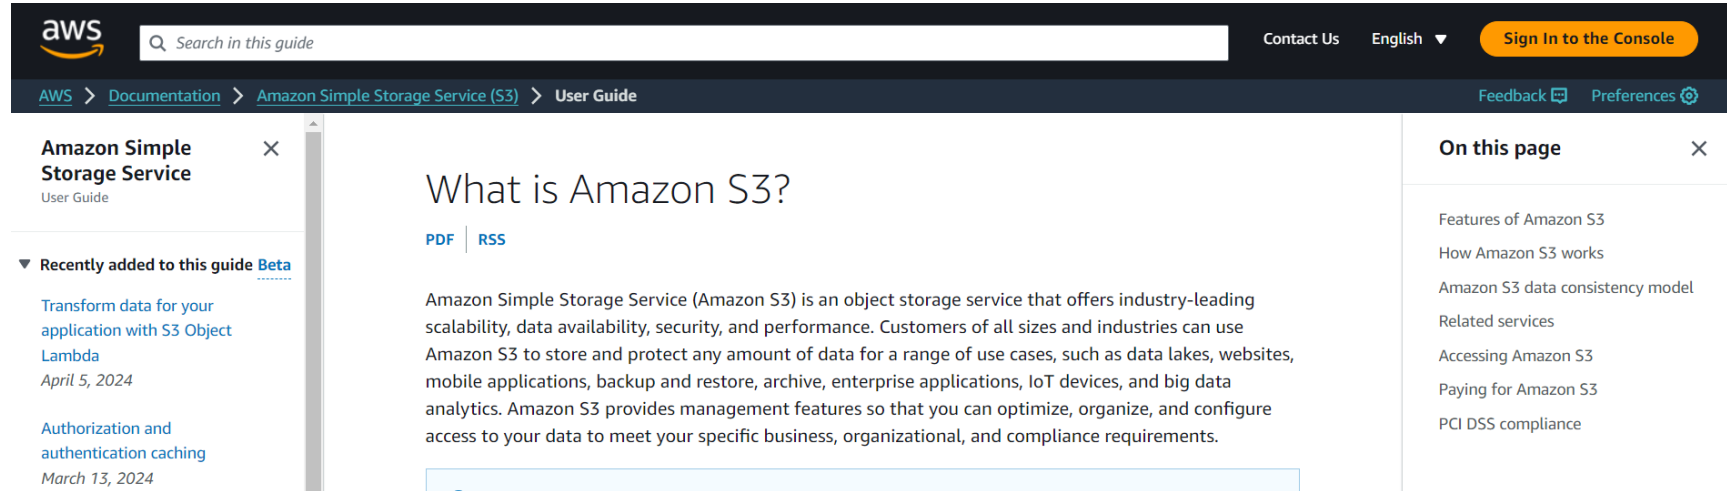 aws
Search in this guide
Contact Us
English
Sign In to the Console
AWS
Documentation
Amazon Simple Storage Service (S3)
User Guide
Feedback
Preferences
Amazon Simple
Storage Service
User Guide
Recently added to this guide Beta
Transform data for your
application with S3 Object
Lambda
April 5, 2024
Authorization and
authentication caching
March 13, 2024
What is Amazon S3?
PDF
RSS
Amazon Simple Storage Service (Amazon S3) is an object storage service that offers industry-leading
scalability, data availability, security, and performance. Customers of all sizes and industries can use
Amazon S3 to store and protect any amount of data for a range of use cases, such as data lakes, websites,
mobile applications, backup and restore, archive, enterprise applications, IoT devices, and big data
analytics. Amazon S3 provides management features so that you can optimize, organize, and configure
access to your data to meet your specific business, organizational, and compliance requirements.
On this page
Features of Amazon S3
How Amazon S3 works
Amazon S3 data consistency model
Related services
Accessing Amazon S3
Paying for Amazon S3
PCI DSS compliance